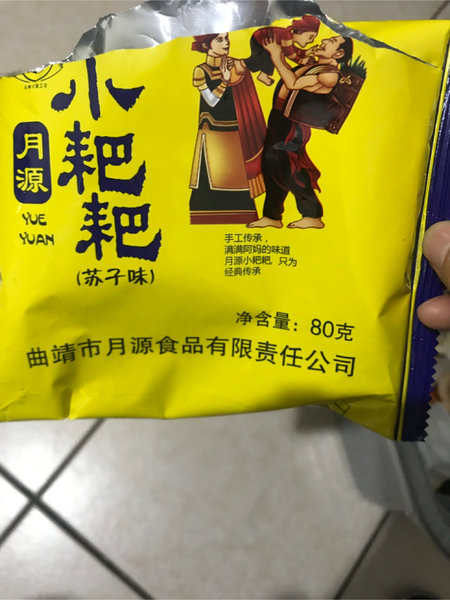 小粑粑
月源
YUE
YUAN
(苏子味)
手工传承,
满满阿妈的味道
月源小粑粑,只为
经典传承
净含量:80克
曲靖市月源食品有限责任公司